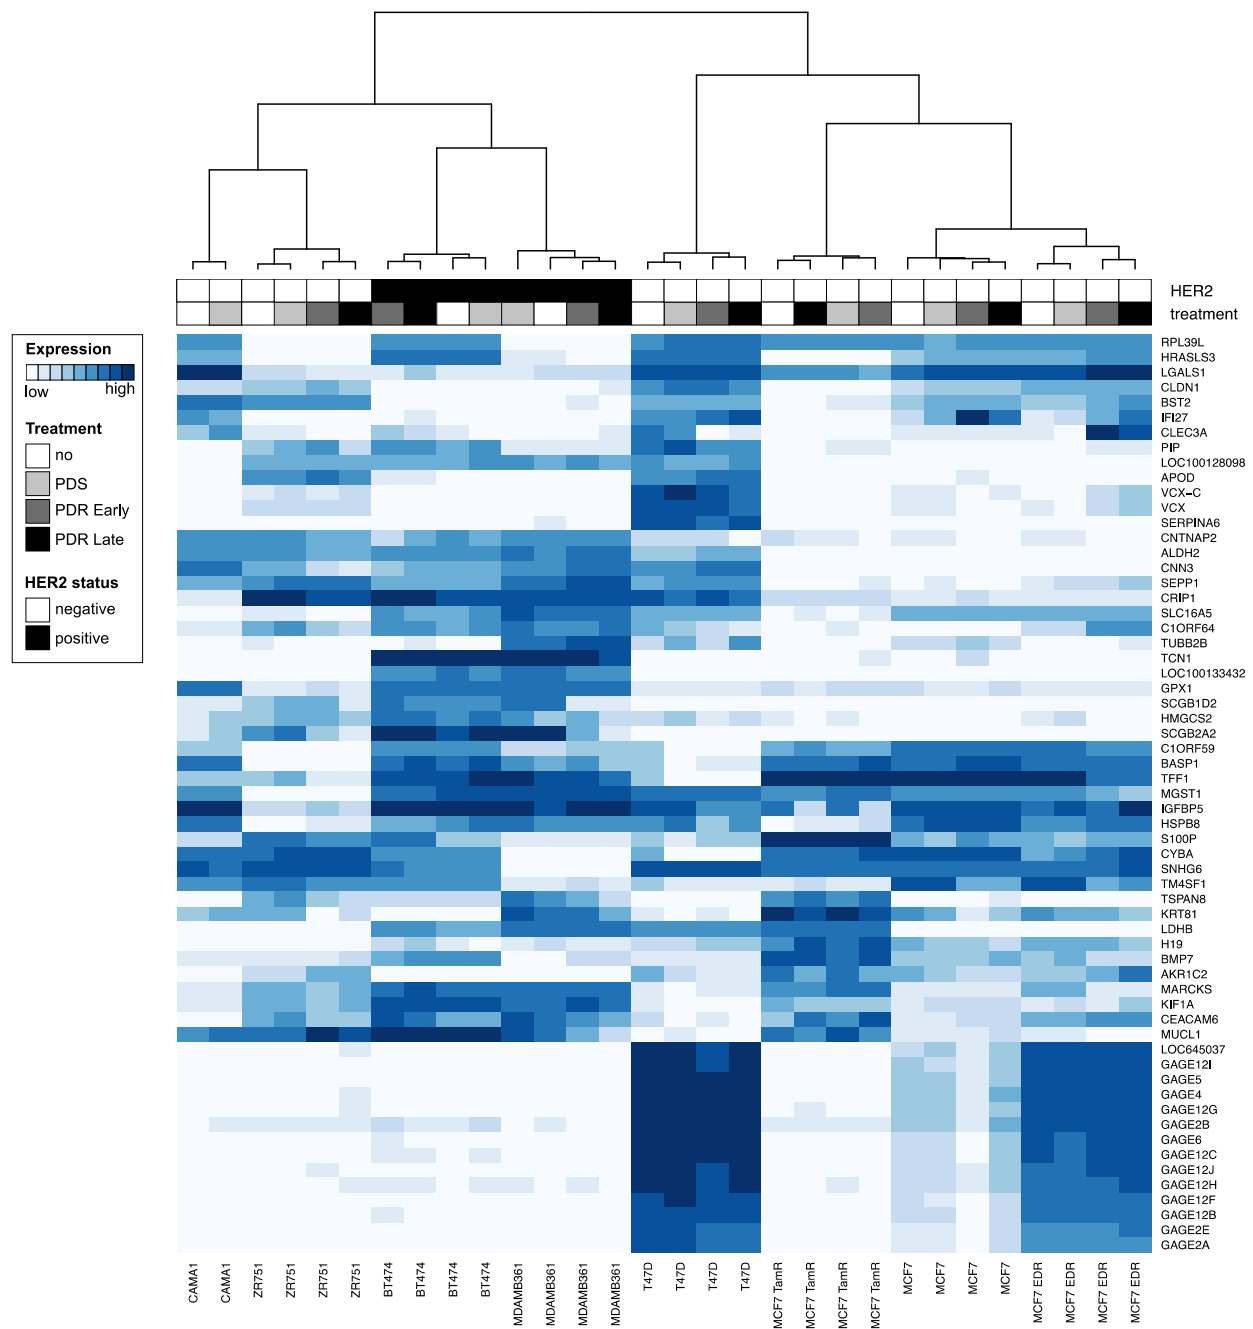 HER2
treatment
Expression
low high
Treatment
no
PDS
PDR Early
PDR Late
HER2 status
negative
positive
RPL39L
HRASLS3
LGALS1
CLDN1
BST2
IFI27
CLEC3A
PIP
LOC100128098
APOD
VCX-C
VCX
SERPINA6
CNTNAP2
ALDH2
CNN3
SEPP1
CRIP1
SLC16A5
C1ORF64
TUBB2B
TCN1
LOC100133432
GPX1
SCGB1D2
HMGCS2
SCGB2A2
C1ORF59
BASP1
TFF1
MGST1
IGFBP5
HSPB8
S100P
CYBA
SNHG6
TM4SF1
TSPAN8
KRT81
LDHB
H19
BMP7
AKR1C2
MARCKS
KIF1A
CEACAM6
MUCL1
LOC645037
GAGE12I
GAGE5
GAGE4
GAGE12G
GAGE2B
GAGE6
GAGE12C
GAGE12J
GAGE12H
GAGE12F
GAGE12B
GAGE2E
GAGE2A
CAMA1
CAMA1
ZR751
ZR751
ZR751
ZR751
BT474
BT474
BT474
BT474
MDAMB361
MDAMB361
MDAMB361
MDAMB361
T47D
T47D
T47D
T47D
MCF7 TamR
MCF7 TamR
MCF7 TamR
MCF7 TamR
MCF7
MCF7
MCF7
MCF7
MCF7 EDR
MCF7 EDR
MCF7 EDR
MCF7 EDR